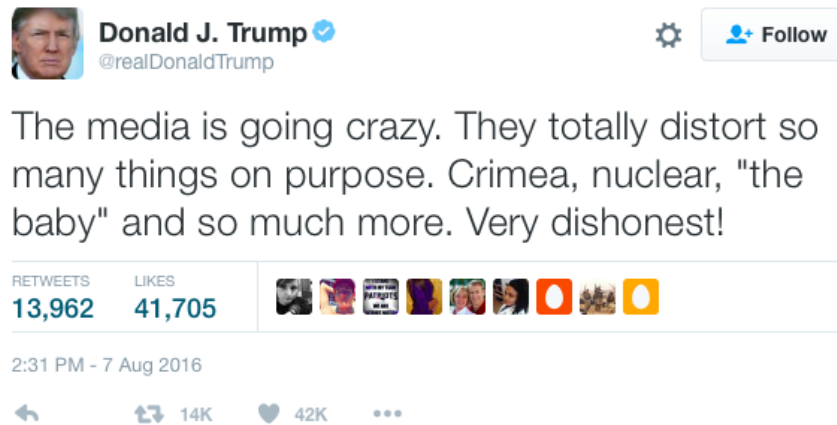 Donald J. Trump
@realDonaldTrump
Follow
The media is going crazy. They totally distort so
many things on purpose. Crimea, nuclear, "the
baby" and so much more. Very dishonest!
RETWEETS LIKES
13,962 41,705
PATRIOTS
2:31 PM - 7 Aug 2016
14K 42K